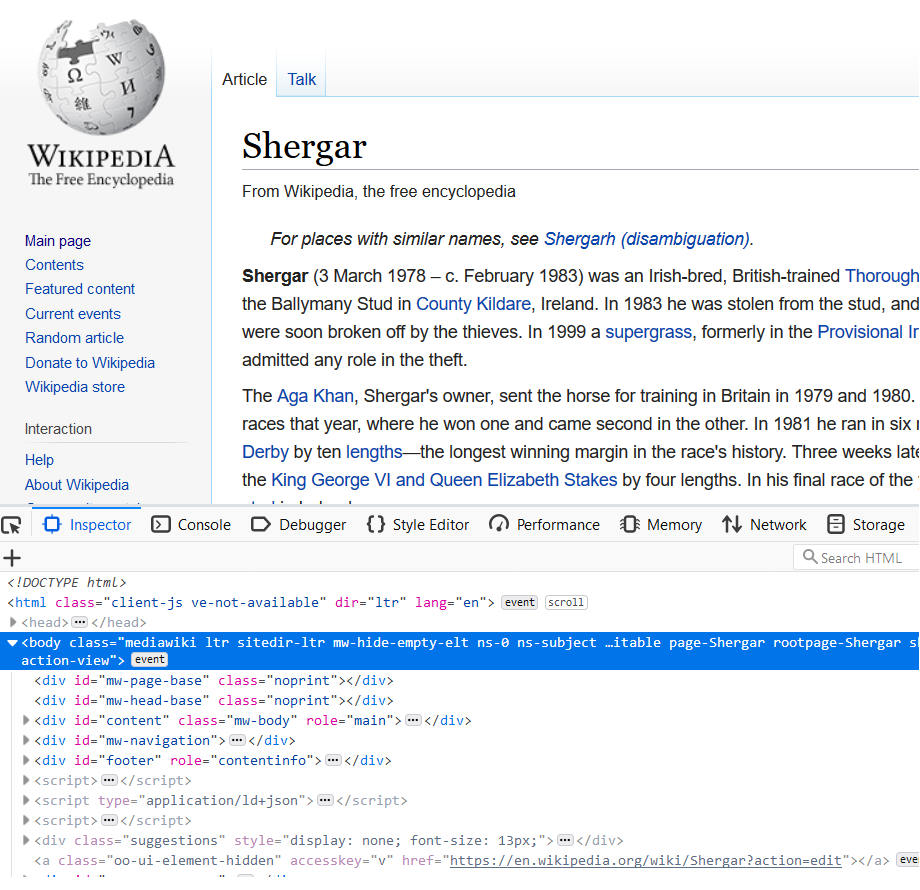 WIKIPEDIA
The Free Encyclopedia
Main page
Contents
Featured content
Current events
Random article
Donate to Wikipedia
Wikipedia store
Interaction
Help
About Wikipedia
Article Talk
Shergar
From Wikipedia, the free encyclopedia
For places with similar names, see Shergarh (disambiguation).
Shergar (3 March 1978 – c. February 1983) was an Irish-bred, British-trained Thorough
the Ballymany Stud in County Kildare, Ireland. In 1983 he was stolen from the stud, and
were soon broken off by the thieves. In 1999 a supergrass, formerly in the Provisional Ir
admitted any role in the theft.
The Aga Khan, Shergar's owner, sent the horse for training in Britain in 1979 and 1980.
races that year, where he won one and came second in the other. In 1981 he ran in six
Derby by ten lengths—the longest winning margin in the race's history. Three weeks late
the King George VI and Queen Elizabeth Stakes by four lengths. In his final race of the
Inspector Console Debugger Style Editor Performance Memory Network Storage
Search HTML
<!DOCTYPE html>
<html class="client-js ve-not-available" dir="ltr" lang="en"> event scroll
<head>···</head>
<body class="mediawiki ltr sitedir-ltr mw-hide-empty-elt ns-0 ns-subject …itable page-Shergar rootpage-Shergar s
action-view"> event
<div id="mw-page-base" class="noprint"></div>
<div id="mw-head-base" class="noprint"></div>
<div id="content" class="mw-body" role="main">···</div>
<div id="mw-navigation">···</div>
<div id="footer" role="contentinfo">···</div>
<script>···</script>
<script type="application/ld+json">···</script>
<script>···</script>
<div class="suggestions" style="display: none; font-size: 13px;">···</div>
<a class="oo-ui-element-hidden" accesskey="v" href="https://en.wikipedia.org/wiki/Shergar?action=edit"></a> eve